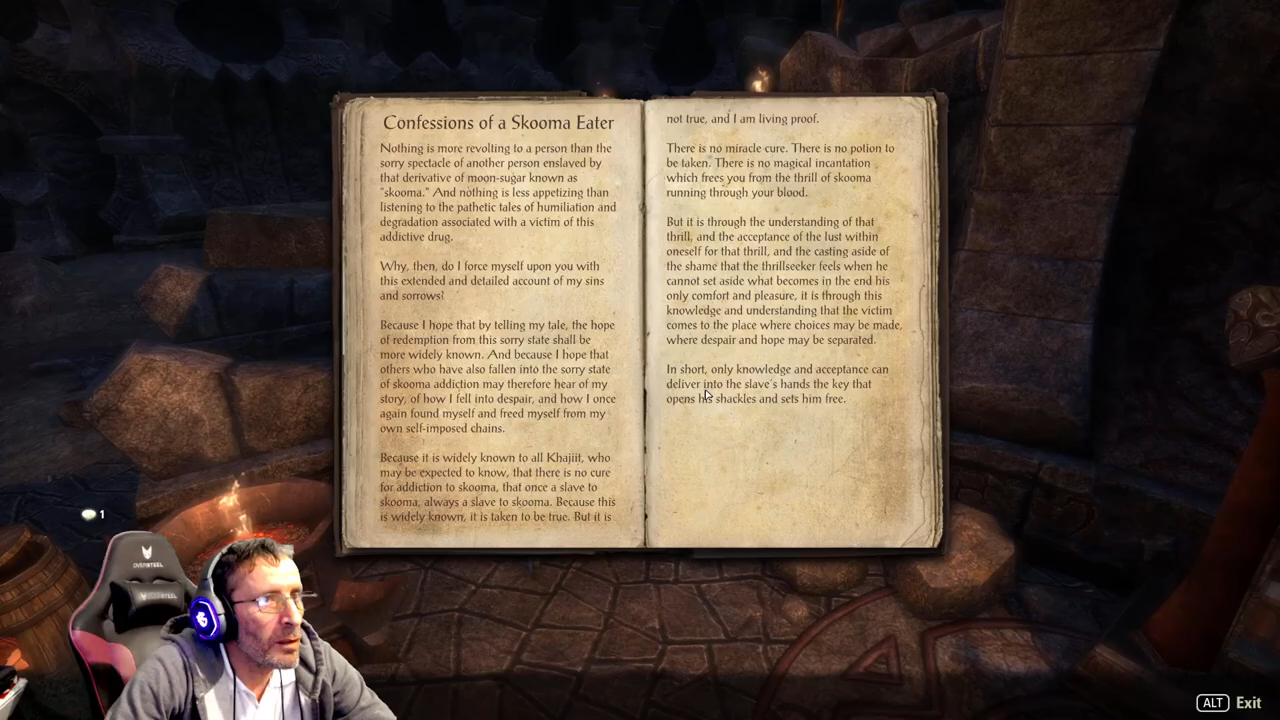 Confessions of a Skooma Eater
Nothing is more revolting to a person than the
sorry spectacle of another person enslaved by
that derivative of moon-sugar known as
"skooma." And nothing is less appetizing than
listening to the pathetic tales of humiliation and
degradation associated with a victim of this
addictive drug.
Why, then, do I force myself upon you with
this extended and detailed account of my sins
and sorrows?
Because I hope that by telling my tale, the hope
of redemption from this sorry state shall be
more widely known. And because I hope that
others who have also fallen into the sorry state
of skooma addiction may therefore hear of my
story, of how I fell into despair, and how I once
again found myself and freed myself from my
own self-imposed chains.
Because it is widely known to all Khajiit, who
may be expected to know, that there is no cure
for addiction to skooma, that once a slave to
skooma, always a slave to skooma. Because this
is widely known, it is taken to be true. But it is
not true, and I am living proof.
There is no miracle cure. There is no potion to
be taken. There is no magical incantation
which frees you from the thrill of skooma
running through your blood.
But it is through the understanding of that
thrill, and the acceptance of the lust within
oneself for that thrill, and the casting aside of
the shame that the thrillseeker feels when he
cannot set aside what becomes in the end his
only comfort and pleasure, it is through this
knowledge and understanding that the victim
comes to the place where choices may be made,
where despair and hope may be separated.
In short, only knowledge and acceptance can
deliver into the slave's hands the key that
opens his shackles and sets him free.
1
OVERSTEEL
ALT Exit